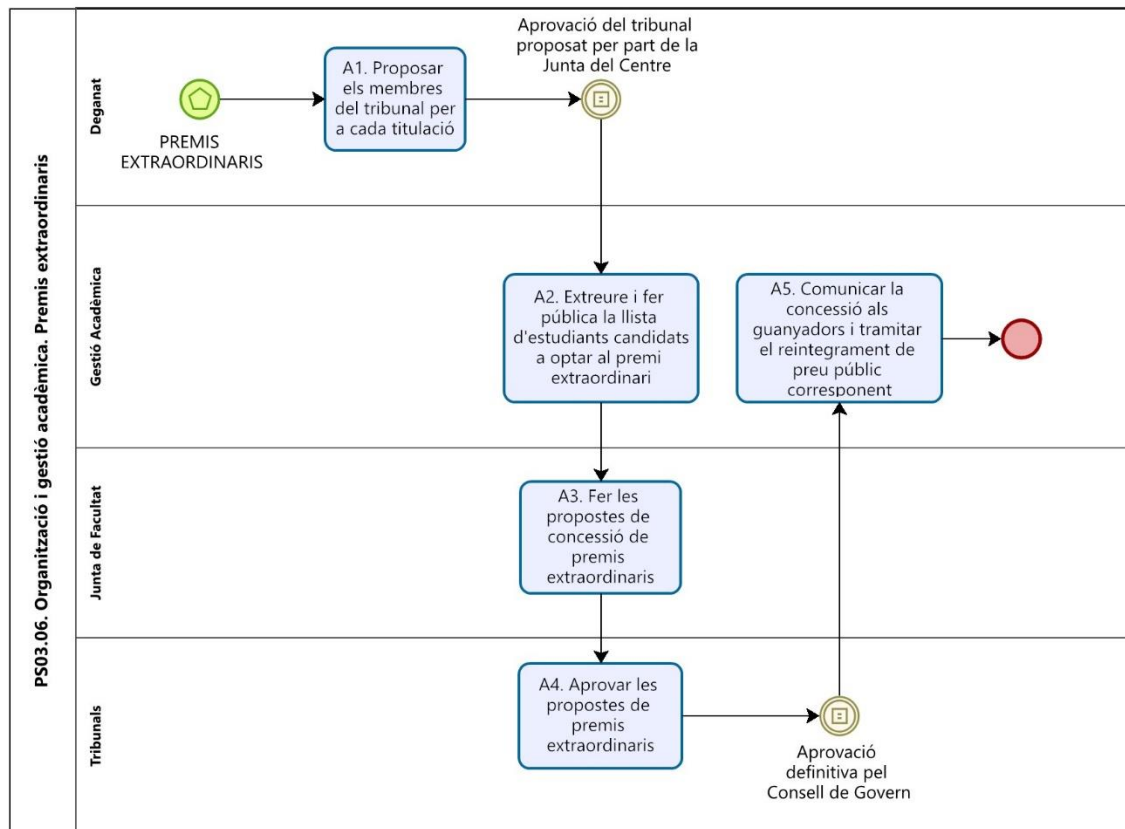 PS03.06. Organització i gestió acadèmica. Premis extraordinaris
Deganat
PREMIS
EXTRAORDINARIS
A1. Proposar
els membres
del tribunal per
a cada titulació
Aprovació del tribunal
proposat per part de la
Junta del Centre
Gestió Acadèmica
A2. Extreure i fer
pública la llista
d'estudiants candidats
a optar al premi
extraordinari
A5. Comunicar la
concessió als
guanyadors i tramitar
el reintegrament de
preu públic
corresponent
Junta de Facultat
A3. Fer les
propostes de
concessió de
premis
extraordinaris
Tribunals
A4. Aprovar les
propostes de
premis
extraordinaris
Aprovació
definitiva pel
Consell de Govern